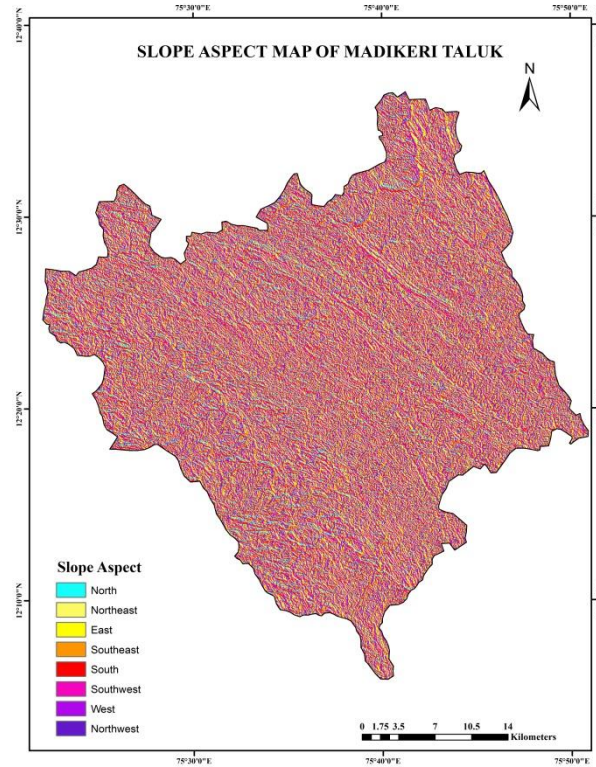 75°30'0"E 75°40'0"E 75°50'0"E
SLOPE ASPECT MAP OF MADIKERI TALUK
N
12°40'0"N
12°30'0"N
12°20'0"N
12°10'0"N
Slope Aspect
North
Northeast
East
Southeast
South
Southwest
West
Northwest
0 1.75 3.5 7 10.5 14
Kilometers
75°30'0"E 75°40'0"E 75°50'0"E